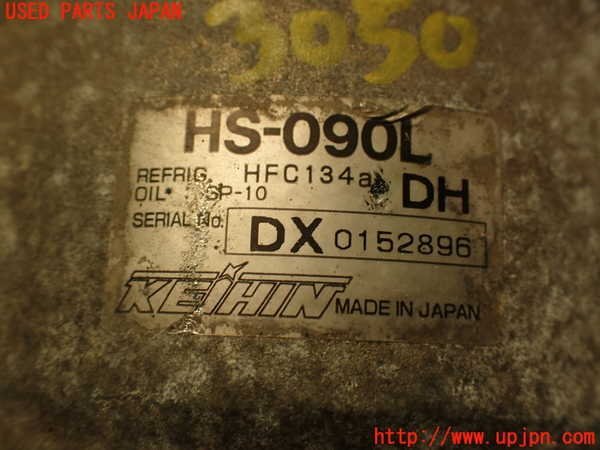 USED PARTS JAPAN
3050
HS-090L
REFRIG. HFC134a DH
OIL* SP-10
SERIAL No. DX 0152896
KEIHIN MADE IN JAPAN
http://www.upjpn.com/